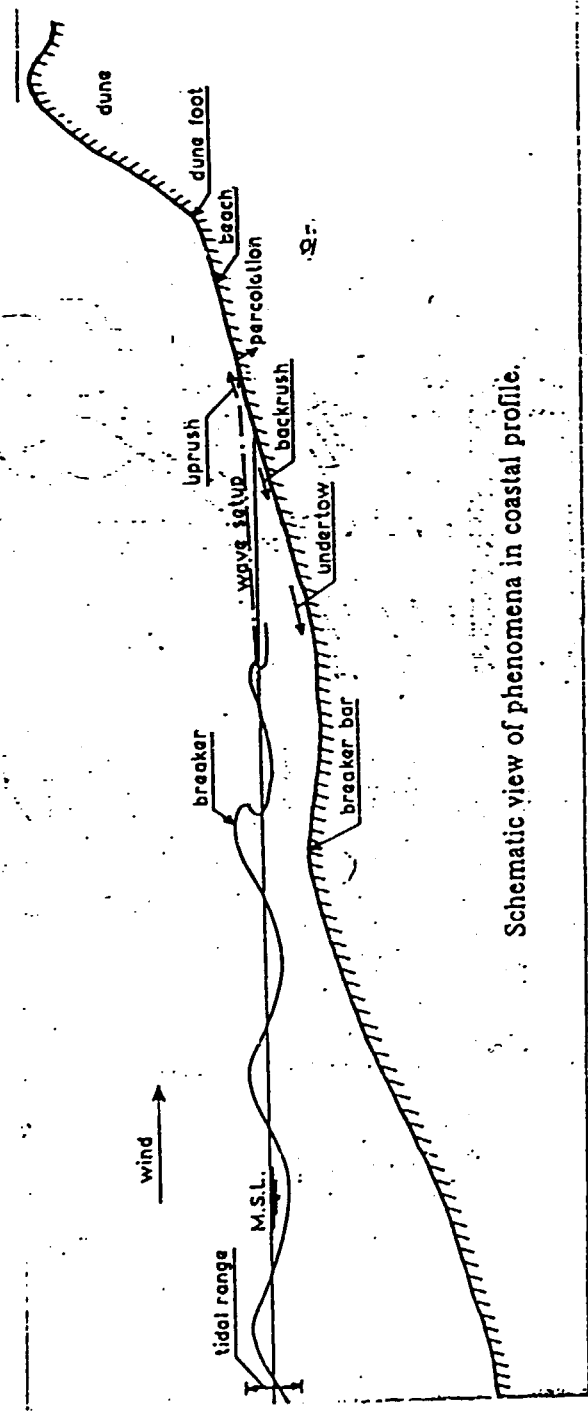 tidal range
wind
M.S.L.
breaker
breaker bar
wave setup
uprush
undertow
backrush
percolation
beach
dune foot
dune
Schematic view of phenomena in coastal profile.